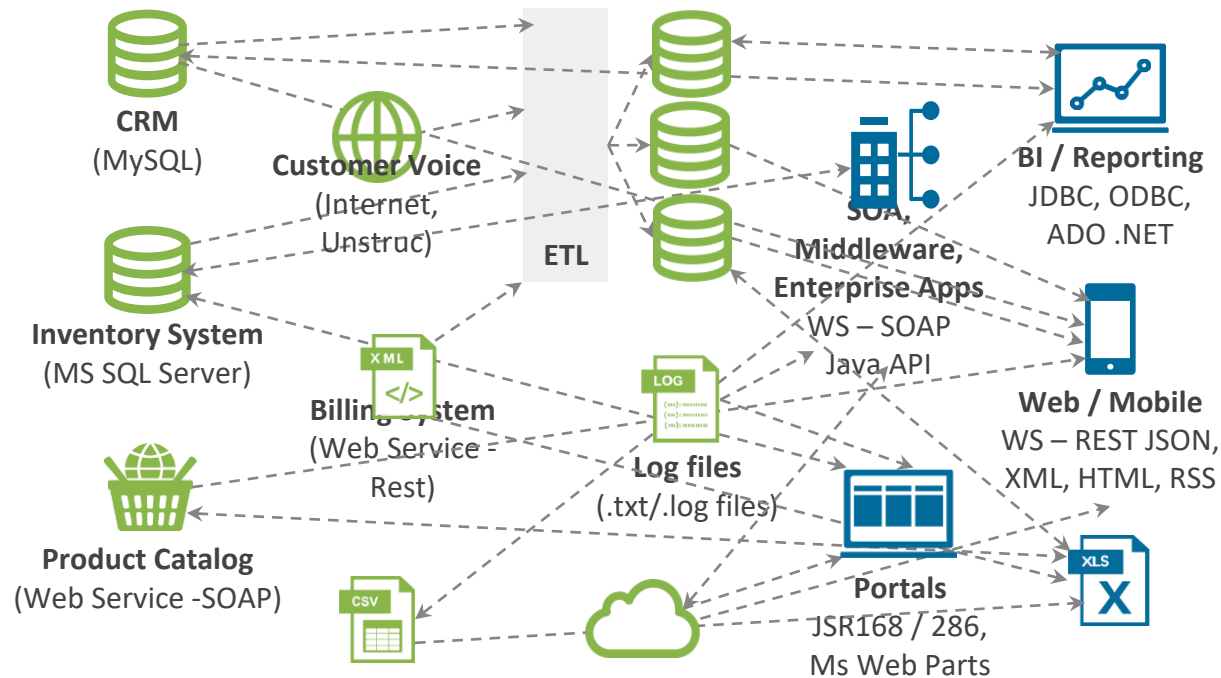 CRM
(MySQL)
Customer Voice
(Internet,
Unstruc)
ETL
BI / Reporting
JDBC, ODBC,
ADO .NET
SOA,
Middleware,
Enterprise Apps
WS – SOAP
Java API
Inventory System
(MS SQL Server)
XML
</>
Billing System
(Web Service -
Rest)
LOG
Log files
(.txt/.log files)
Web / Mobile
WS – REST JSON,
XML, HTML, RSS
Product Catalog
(Web Service -SOAP)
CSV
Portals
JSR168 / 286,
Ms Web Parts
XLS
X